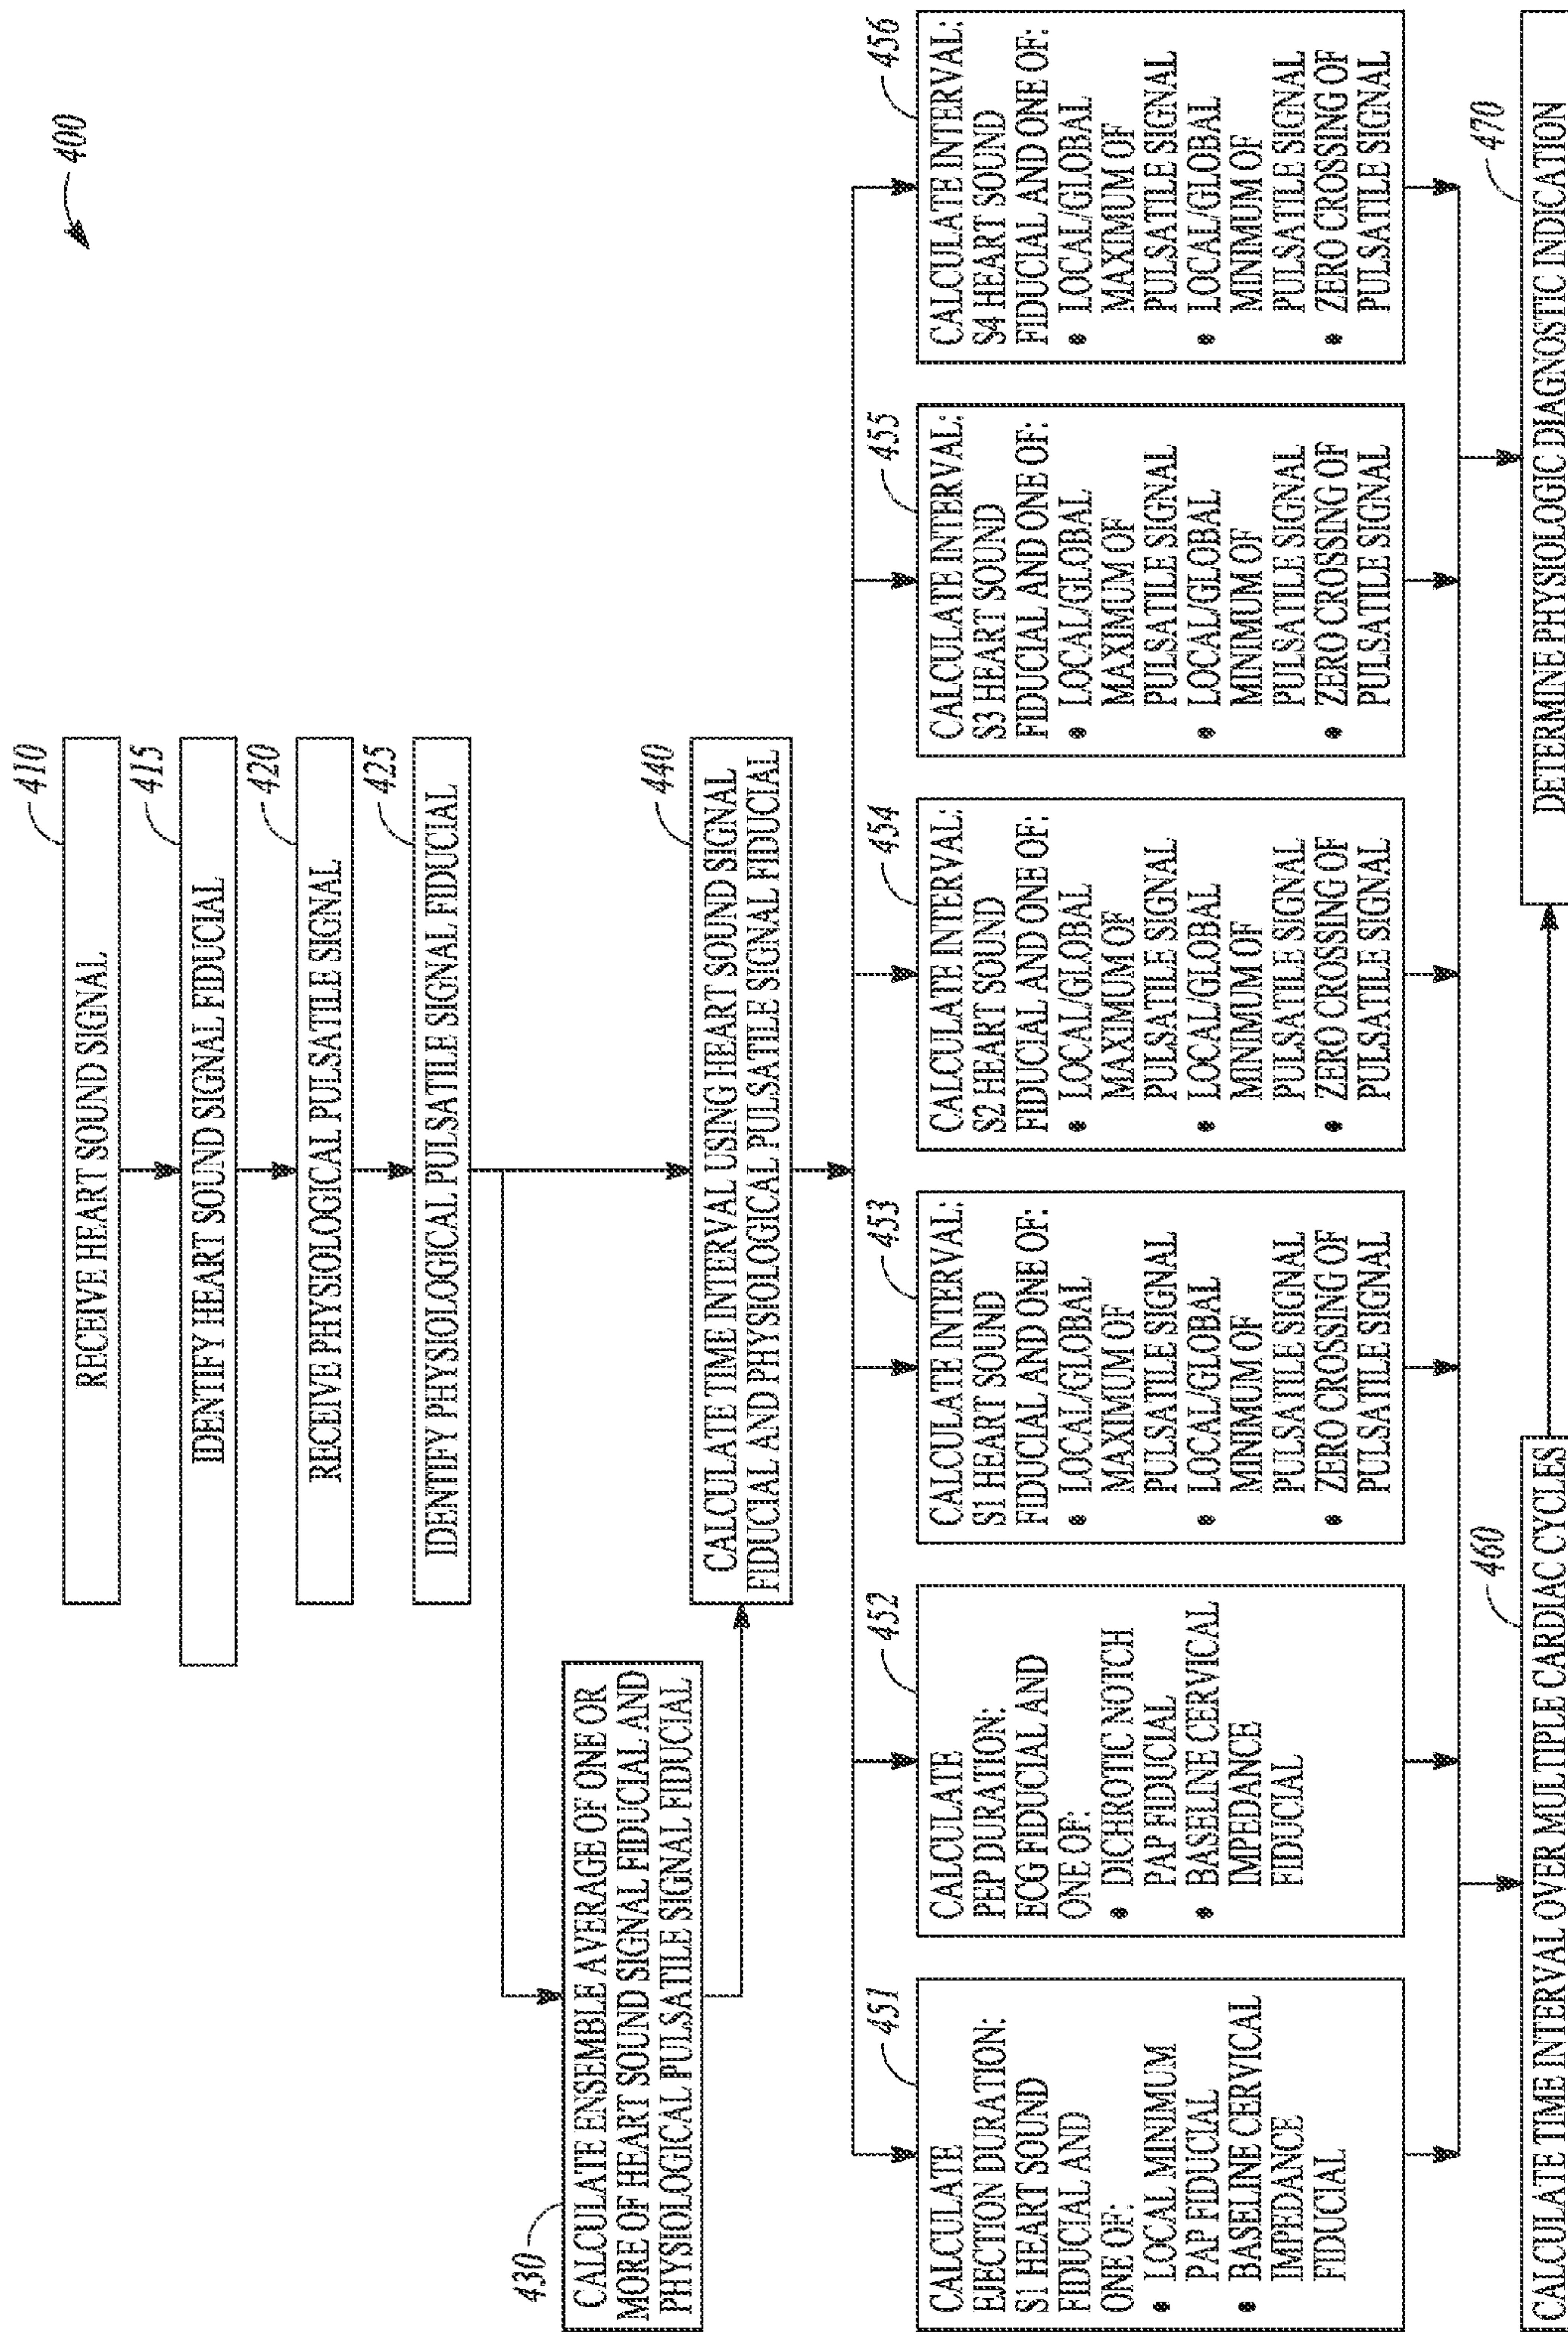 400
410
RECEIVE HEART SOUND SIGNAL
415
IDENTIFY HEART SOUND SIGNAL FIDUCIAL
420
RECEIVE PHYSIOLOGICAL PULSATILE SIGNAL
425
IDENTIFY PHYSIOLOGICAL PULSATILE SIGNAL FIDUCIAL
430
CALCULATE ENSEMBLE AVERAGE OF ONE OR
MORE OF HEART SOUND SIGNAL FIDUCIAL AND
PHYSIOLOGICAL PULSATILE SIGNAL FIDUCIAL
440
CALCULATE TIME INTERVAL USING HEART SOUND SIGNAL
FIDUCIAL AND PHYSIOLOGICAL PULSATILE SIGNAL FIDUCIAL
451
CALCULATE
EJECTION DURATION:
S1 HEART SOUND
FIDUCIAL AND
ONE OF:
• LOCAL MINIMUM
PAP FIDUCIAL
• BASELINE CERVICAL
IMPEDANCE
FIDUCIAL
452
CALCULATE
PEP DURATION:
ECG FIDUCIAL AND
ONE OF:
• DICHROTIC NOTCH
PAP FIDUCIAL
• BASELINE CERVICAL
IMPEDANCE
FIDUCIAL
453
CALCULATE INTERVAL:
S1 HEART SOUND
FIDUCIAL AND ONE OF:
• LOCAL/GLOBAL
MAXIMUM OF
PULSATILE SIGNAL
• LOCAL/GLOBAL
MINIMUM OF
PULSATILE SIGNAL
• ZERO CROSSING OF
PULSATILE SIGNAL
454
CALCULATE INTERVAL:
S2 HEART SOUND
FIDUCIAL AND ONE OF:
• LOCAL/GLOBAL
MAXIMUM OF
PULSATILE SIGNAL
• LOCAL/GLOBAL
MINIMUM OF
PULSATILE SIGNAL
• ZERO CROSSING OF
PULSATILE SIGNAL
455
CALCULATE INTERVAL:
S3 HEART SOUND
FIDUCIAL AND ONE OF:
• LOCAL/GLOBAL
MAXIMUM OF
PULSATILE SIGNAL
• LOCAL/GLOBAL
MINIMUM OF
PULSATILE SIGNAL
• ZERO CROSSING OF
PULSATILE SIGNAL
456
CALCULATE INTERVAL:
S4 HEART SOUND
FIDUCIAL AND ONE OF:
• LOCAL/GLOBAL
MAXIMUM OF
PULSATILE SIGNAL
• LOCAL/GLOBAL
MINIMUM OF
PULSATILE SIGNAL
• ZERO CROSSING OF
PULSATILE SIGNAL
460
CALCULATE TIME INTERVAL OVER MULTIPLE CARDIAC CYCLES
470
DETERMINE PHYSIOLOGIC DIAGNOSTIC INDICATION